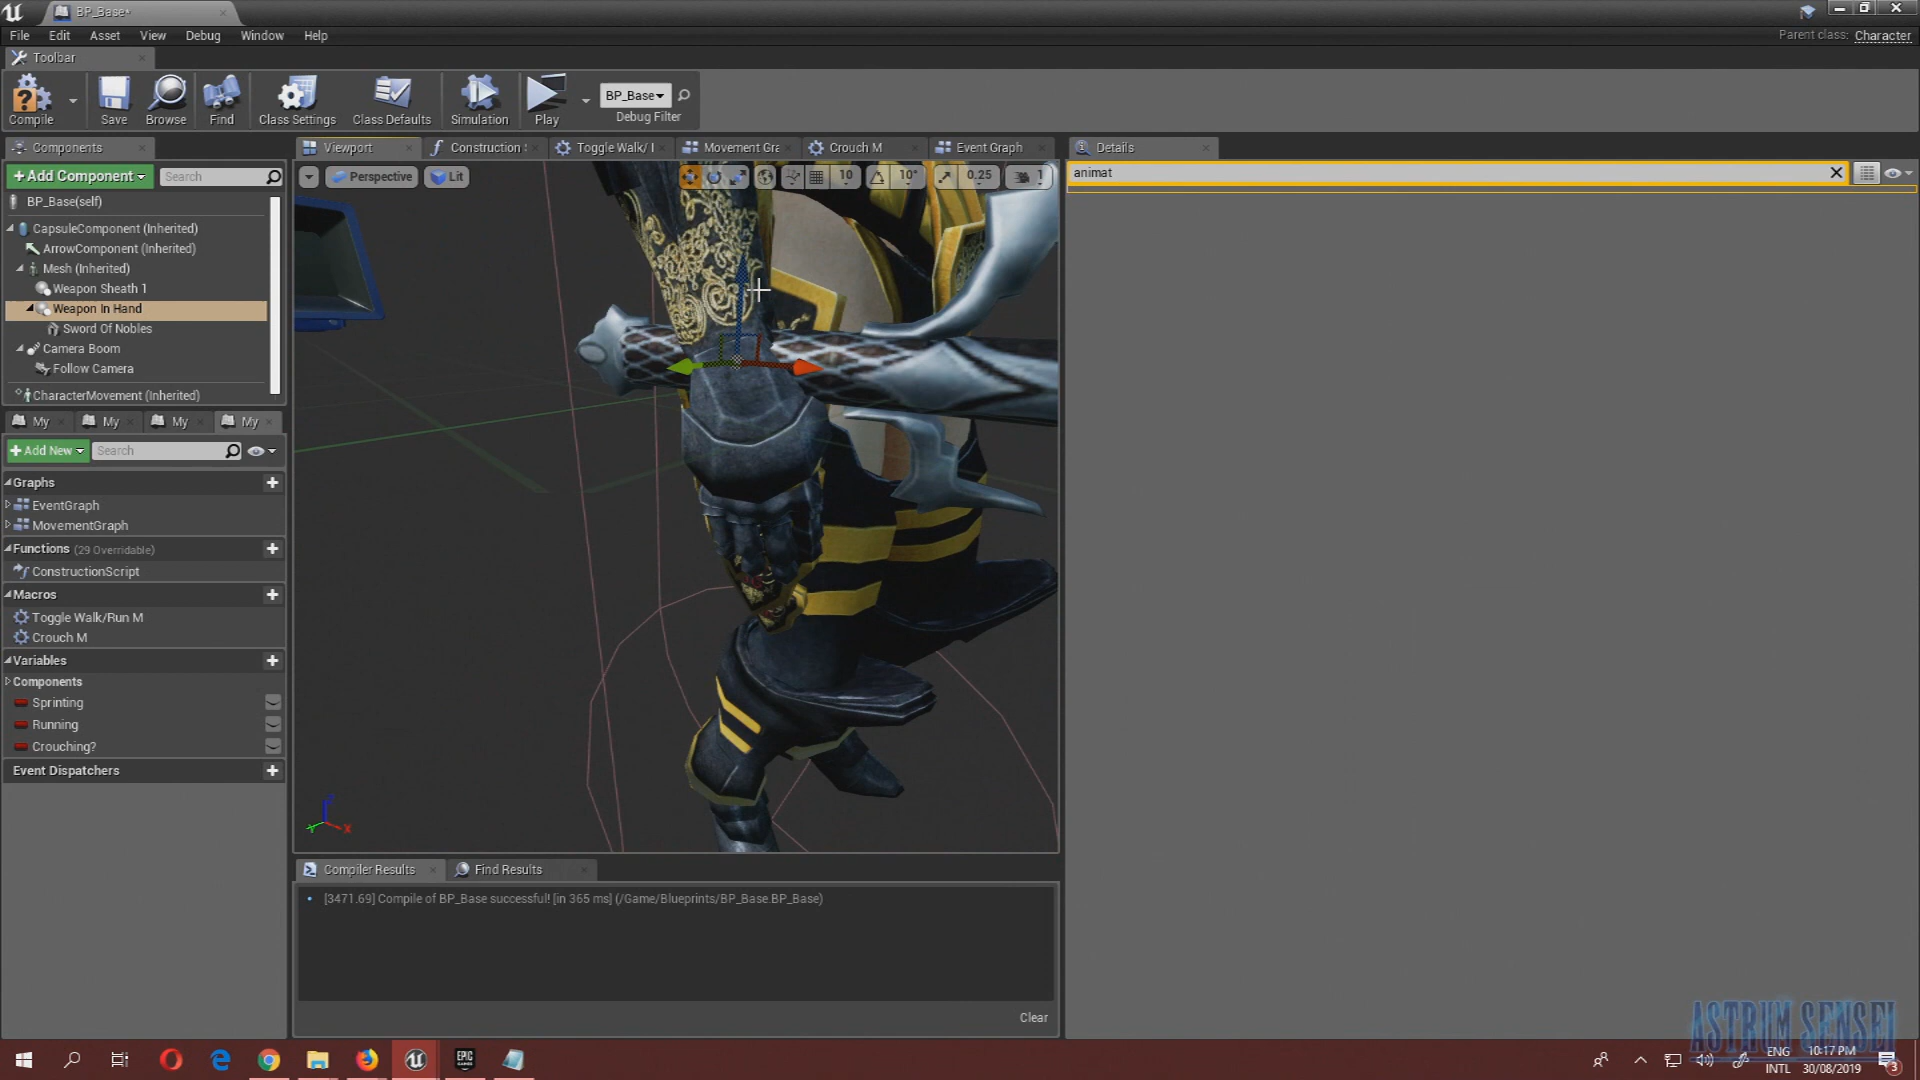 BP_Base*
File Edit Asset View Debug Window Help
Parent class: Character
Toolbar
Compile Save Browse Find Class Settings Class Defaults Simulation Play
BP_Base
Debug Filter
Components
Viewport Construction Toggle Walk/ Movement Gra Crouch M Event Graph
Details
+Add Component Search
Perspective Lit 10 10° 0.25 1
animat
BP_Base(self)
CapsuleComponent (Inherited)
ArrowComponent (Inherited)
Mesh (Inherited)
Weapon Sheath 1
Weapon In Hand
Sword Of Nobles
Camera Boom
Follow Camera
CharacterMovement (Inherited)
My My My My
+Add New Search
Graphs
EventGraph
MovementGraph
Functions (29 Overridable)
ConstructionScript
Macros
Toggle Walk/Run M
Crouch M
Variables
Components
Sprinting
Running
Crouching?
Event Dispatchers
Z
Y X
Compiler Results Find Results
[3471.69] Compile of BP_Base successful! [in 365 ms] (/Game/Blueprints/BP_Base.BP_Base)
Clear
ASTRUM SENSEI
EPIC GAMES
ENG
INTL
10:17 PM
30/08/2019
3